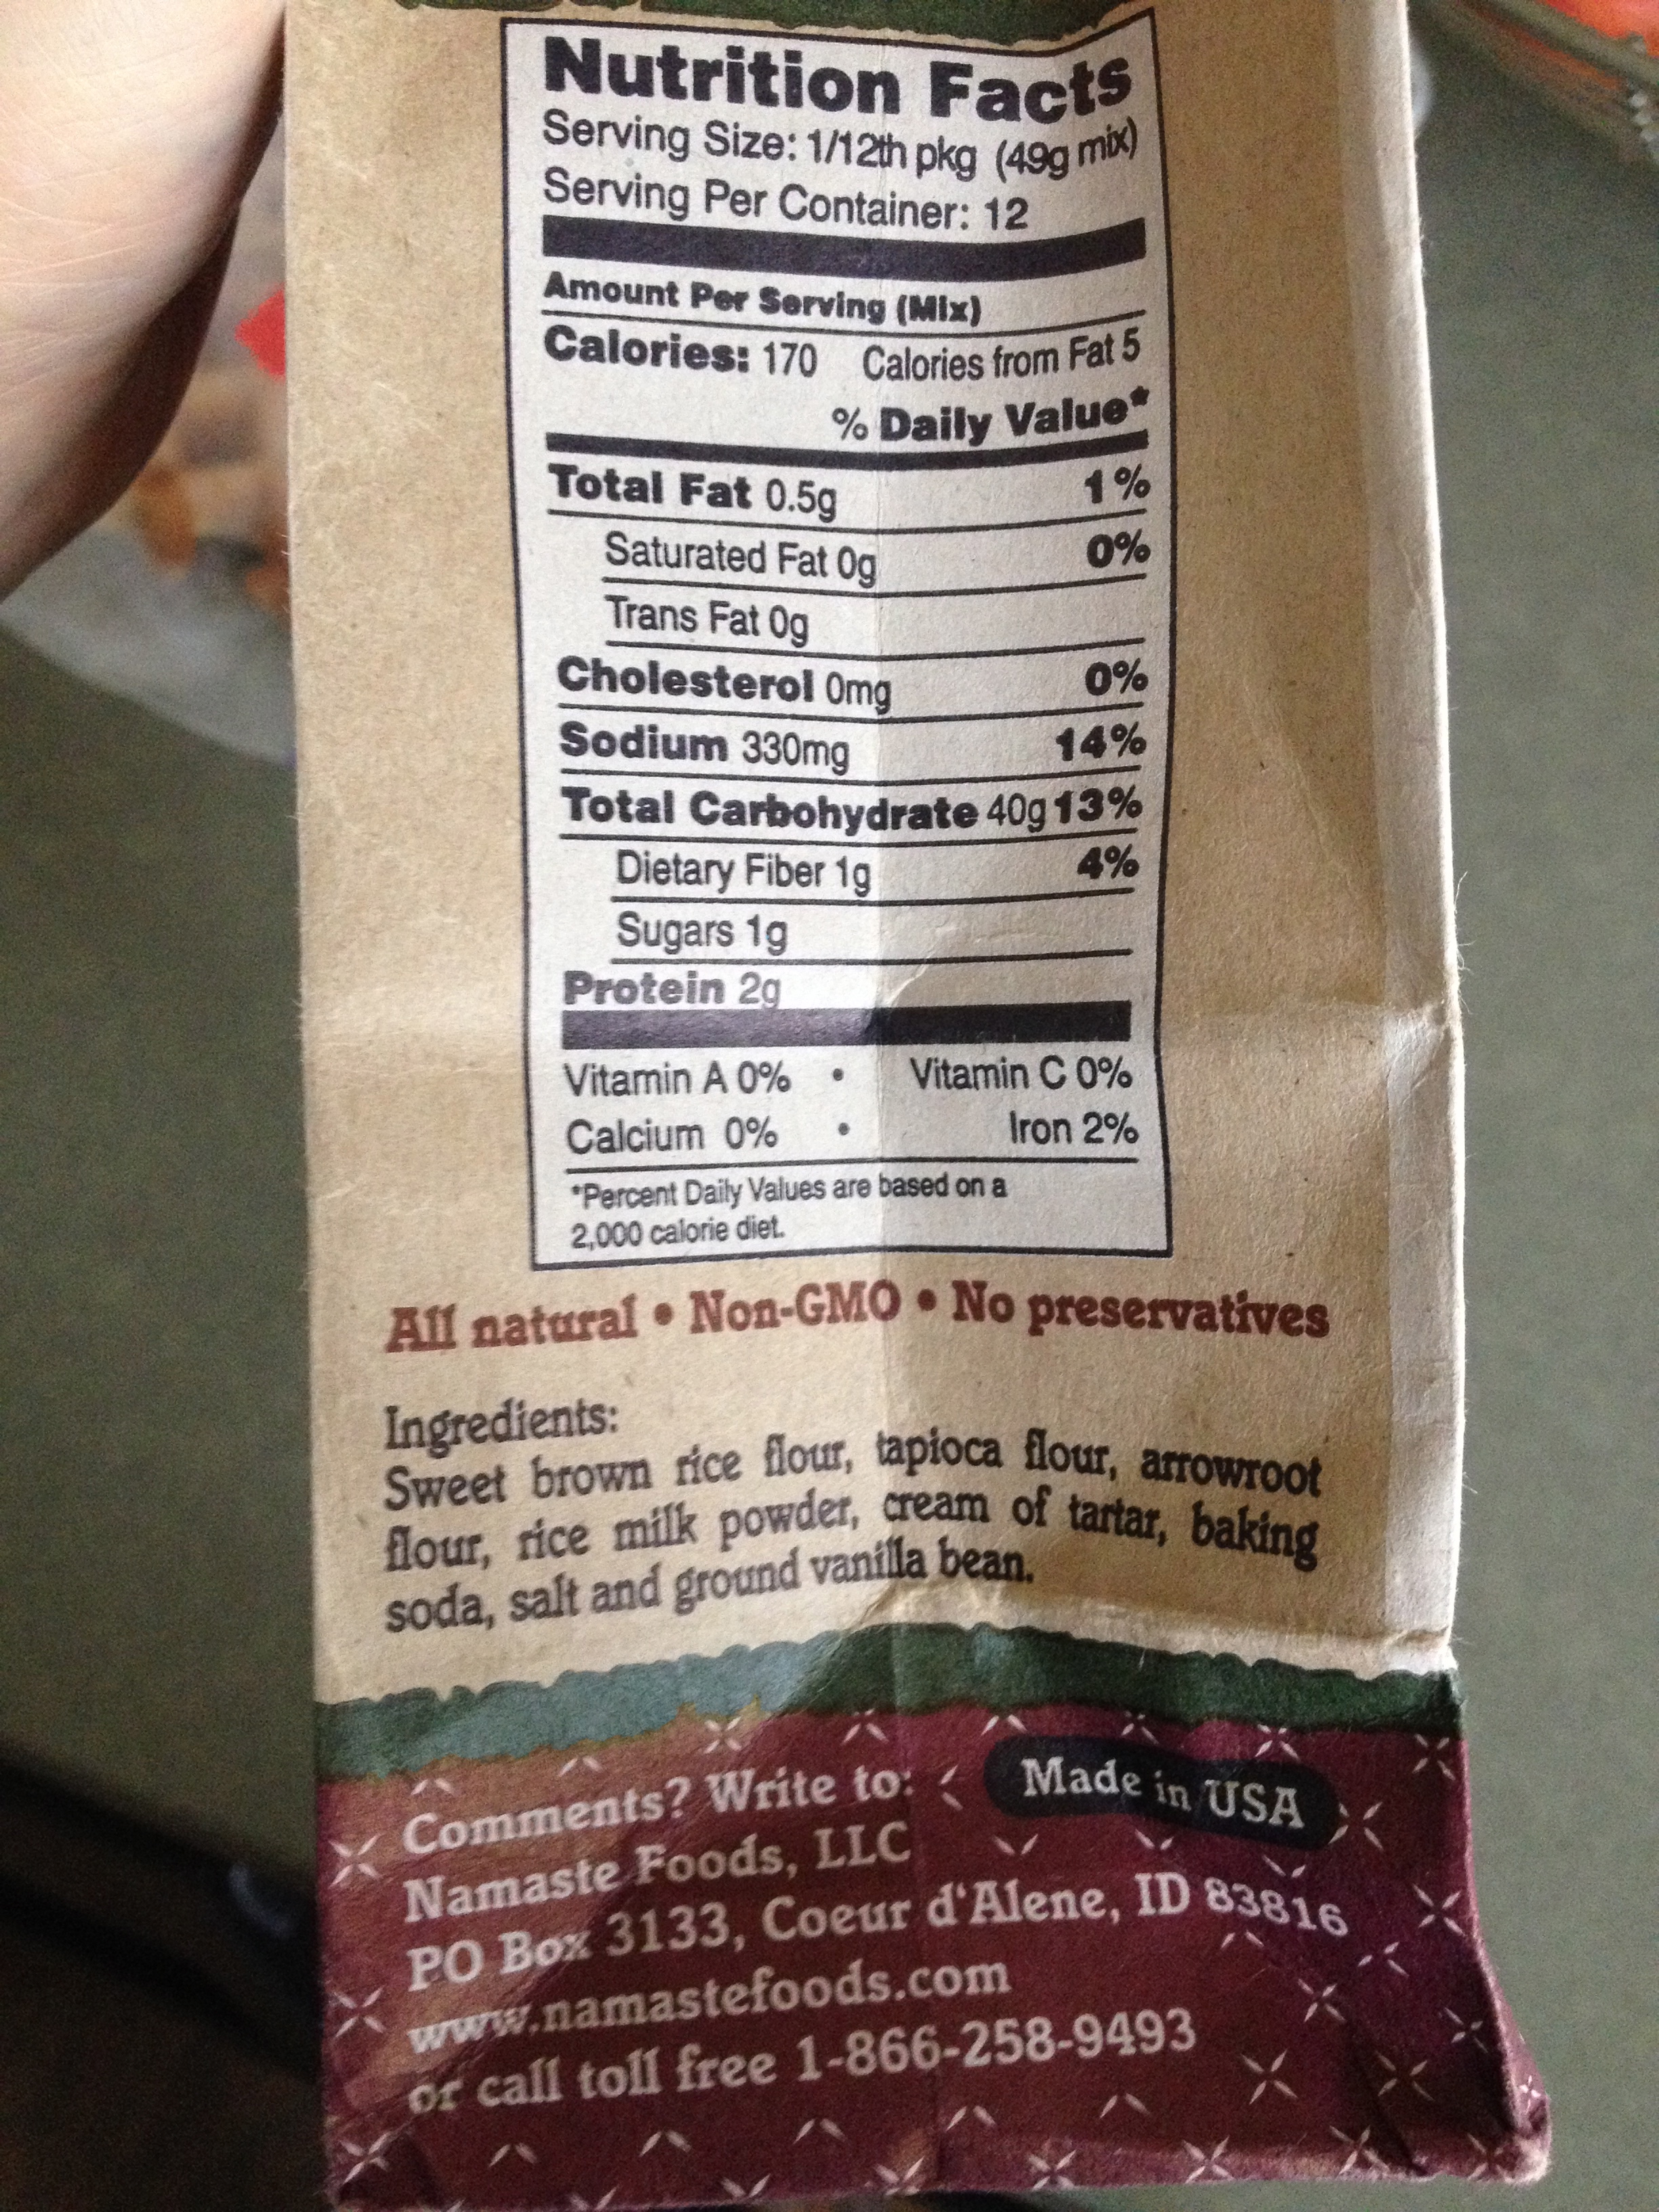 Nutrition Facts
Serving Size: 1/12th pkg (49g mix)
Serving Per Container: 12
Amount Per Serving (Mix)
Calories: 170 Calories from Fat 5
% Daily Value*
Total Fat 0.5g 1%
Saturated Fat 0g 0%
Trans Fat 0g
Cholesterol 0mg 0%
Sodium 330mg 14%
Total Carbohydrate 40g 13%
Dietary Fiber 1g 4%
Sugars 1g
Protein 2g
Vitamin A 0% • Vitamin C 0%
Calcium 0% • Iron 2%
*Percent Daily Values are based on a
2,000 calorie diet.
All natural • Non-GMO • No preservatives
Ingredients:
Sweet brown rice flour, tapioca flour, arrowroot
flour, rice milk powder, cream of tartar, baking
soda, salt and ground vanilla bean.
Made in USA
Comments? Write to:
Namaste Foods, LLC
PO Box 3133, Coeur d'Alene, ID 83816
www.namastefoods.com
or call toll free 1-866-258-9493